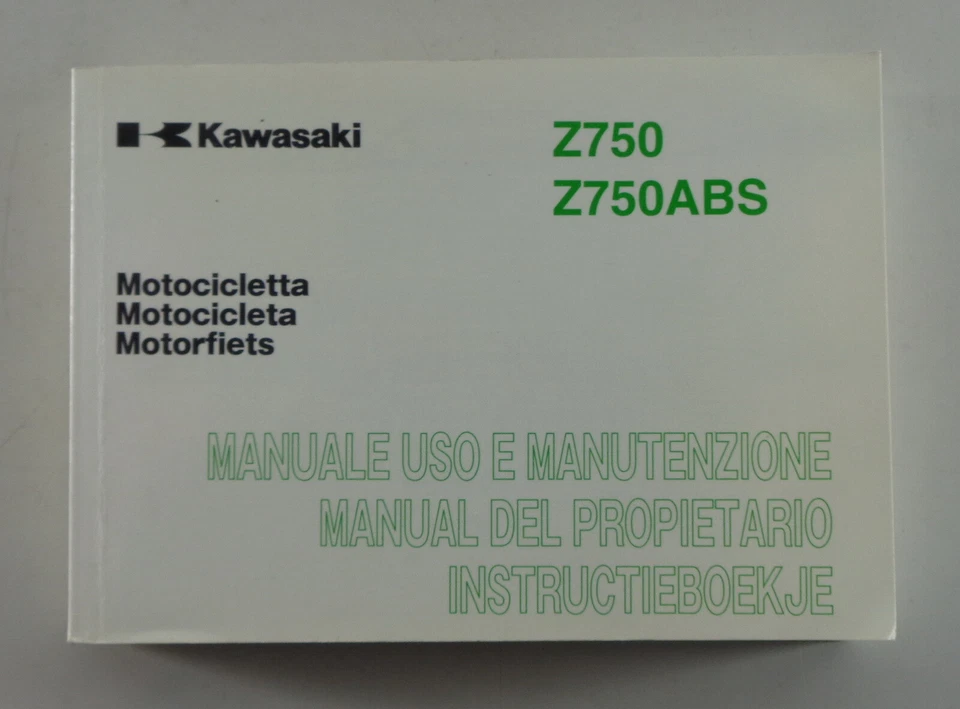 Kawasaki
Z750
Z750ABS
Motocicletta
Motocicleta
Motorfiets
MANUALE USO E MANUTENZIONE
MANUAL DEL PROPIETARIO
INSTRUCTIEBOEKJE